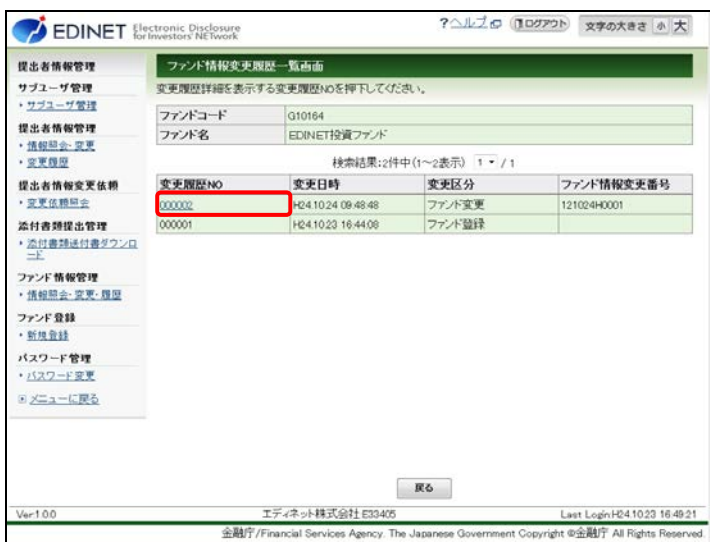 EDINET Electronic Disclosure for Investors' NETwork
?ヘルプ ログアウト 文字の大きさ 小 大
提出者情報管理
サブユーザ管理
・サブユーザ管理
提出者情報管理
・情報照会・変更
・変更履歴
提出者情報変更依頼
・変更依頼照会
添付書類提出管理
・添付書類送付書ダウンロード
ファンド情報管理
・情報照会・変更・履歴
ファンド登録
・新規登録
パスワード管理
・パスワード変更
メニューに戻る
ファンド情報変更履歴一覧画面
変更履歴詳細を表示する変更履歴NOを押下してください。
ファンドコード G10164
ファンド名 EDINET投資ファンド
検索結果:2件中(1～2表示) 1 / 1
変更履歴NO 変更日時 変更区分 ファンド情報変更番号
000002 H24.10.24 09:48:48 ファンド変更 121024H0001
000001 H24.10.23 16:44:08 ファンド登録
戻る
Ver1.0.0 エディネット株式会社 E33405 Last Login:H24.10.23 16:49:21
金融庁/Financial Services Agency. The Japanese Government Copyright ©金融庁 All Rights Reserved.